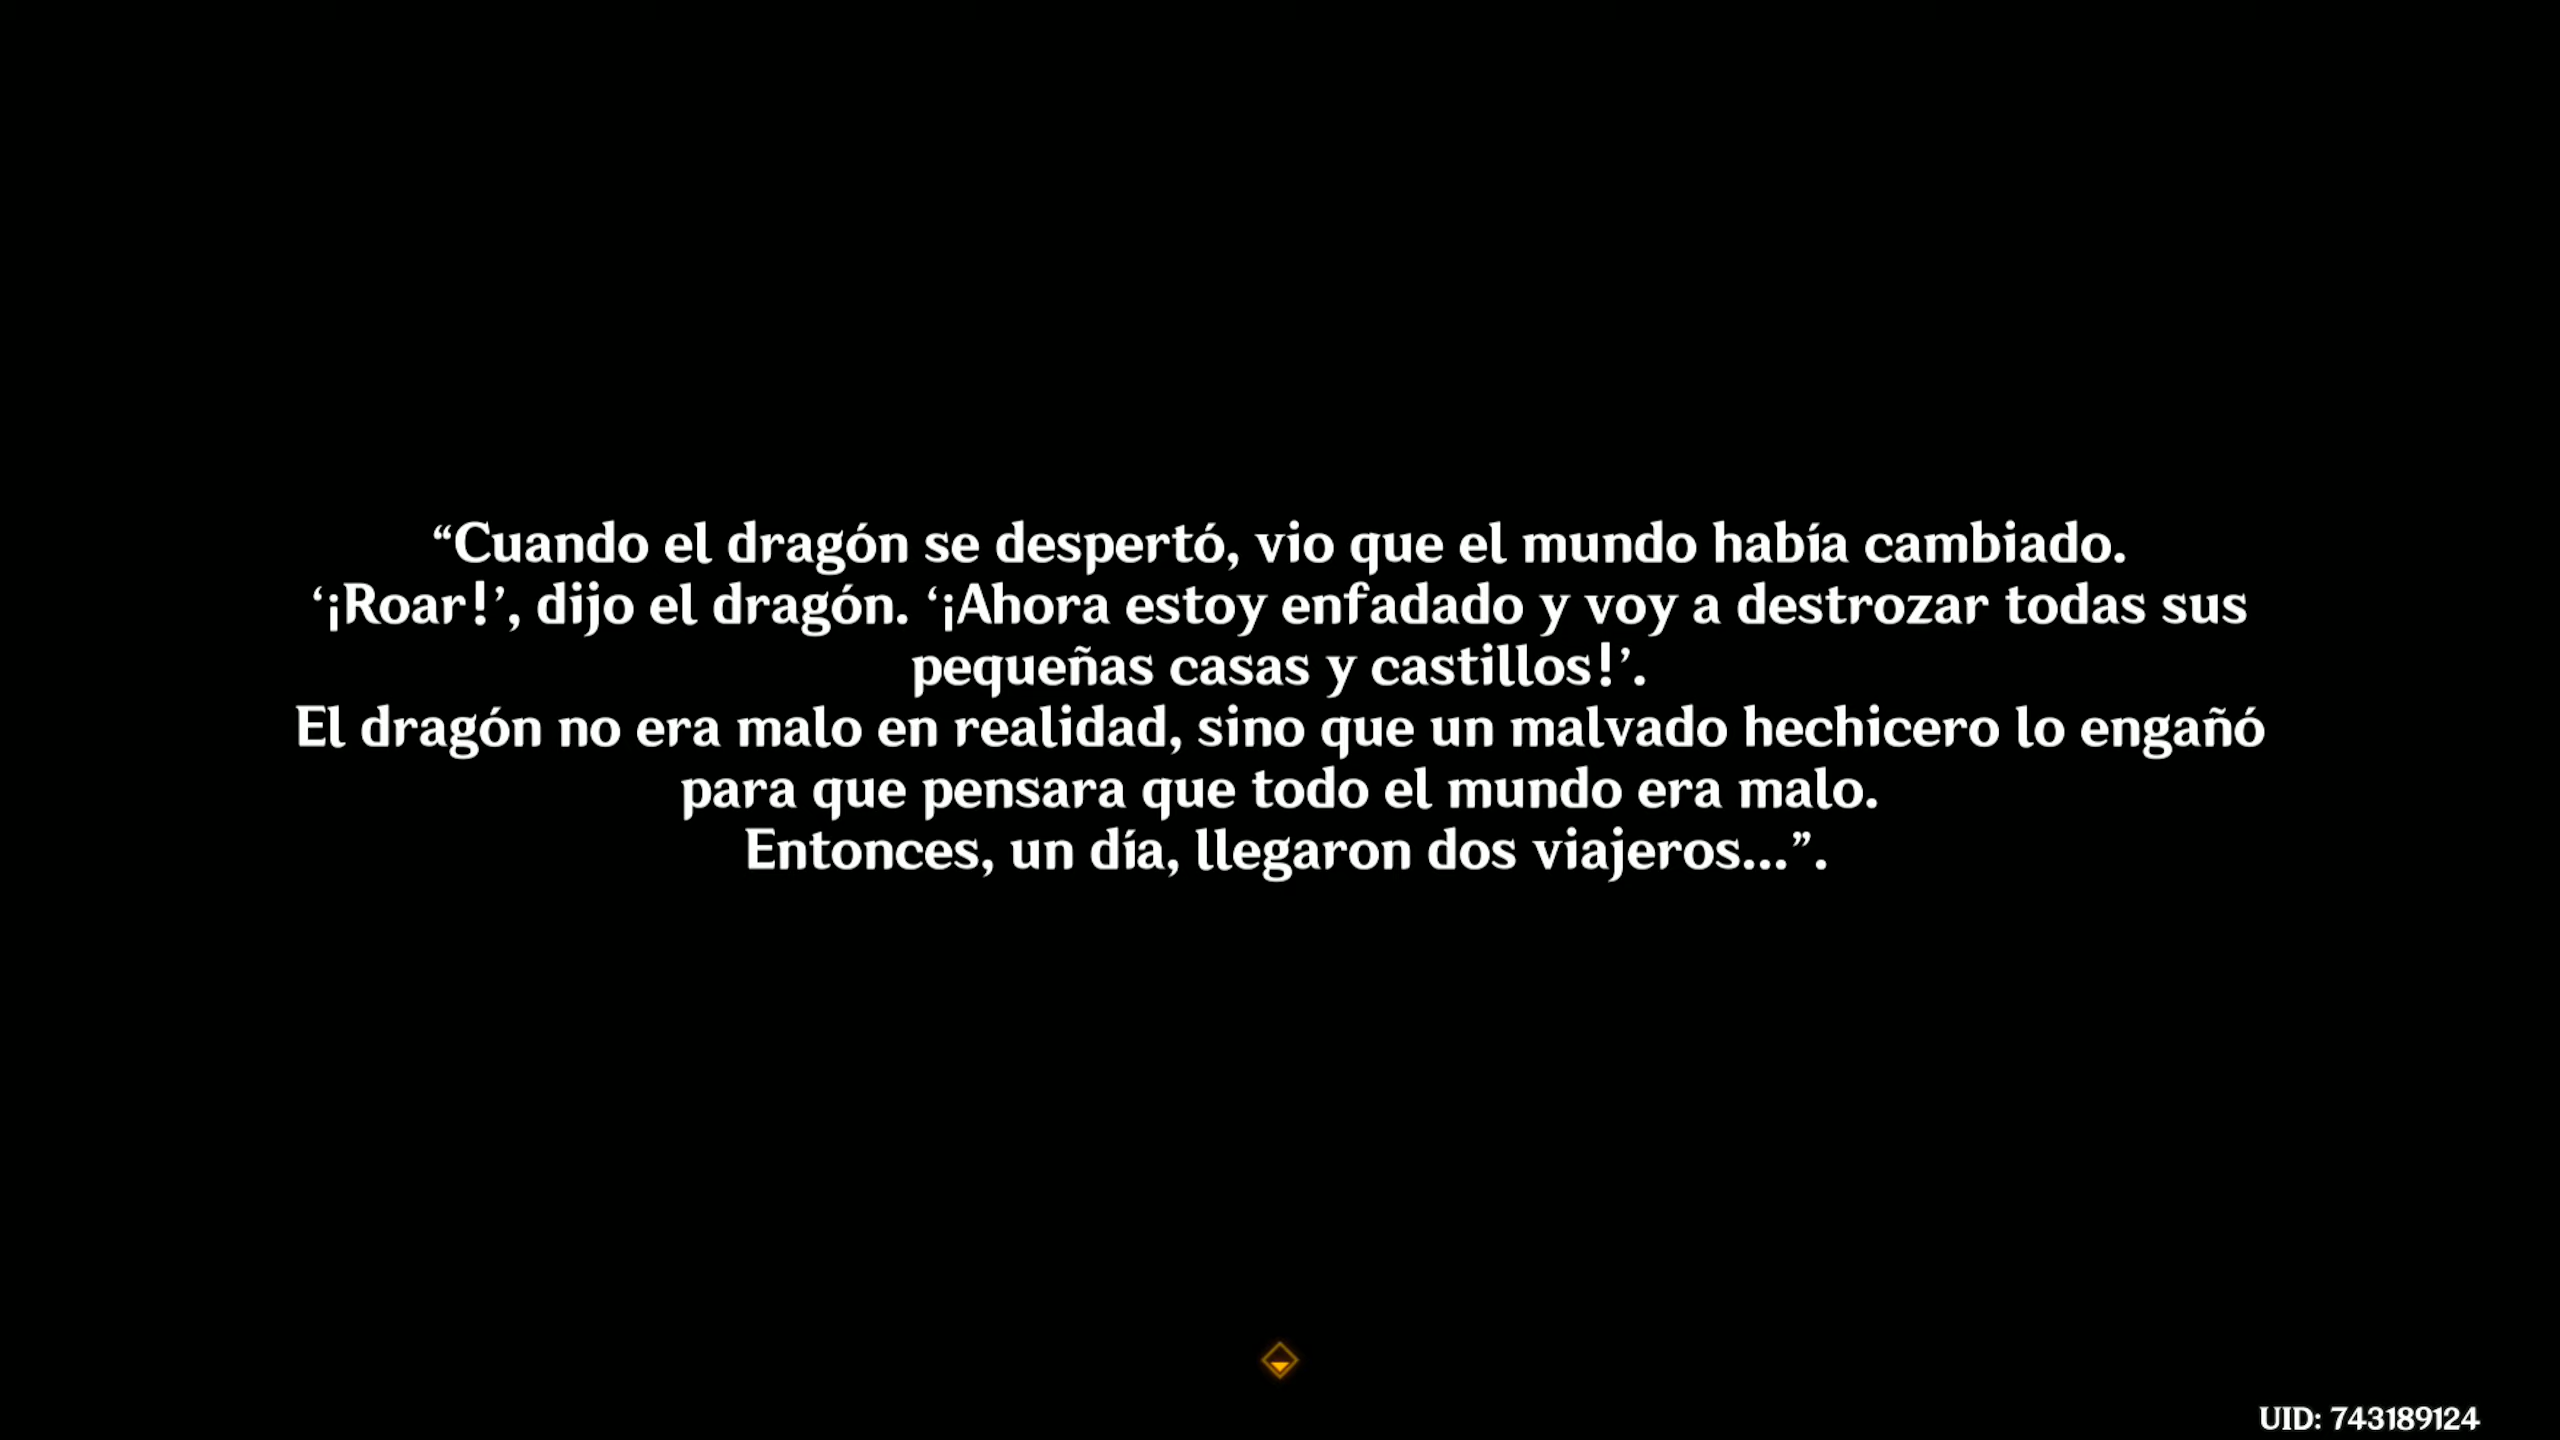 “Cuando el dragón se despertó, vio que el mundo había cambiado.
‘¡Roar!’, dijo el dragón. ‘¡Ahora estoy enfadado y voy a destrozar todas sus
pequeñas casas y castillos!’.
El dragón no era malo en realidad, sino que un malvado hechicero lo engañó
para que pensara que todo el mundo era malo.
Entonces, un día, llegaron dos viajeros...”.
UID: 743189124